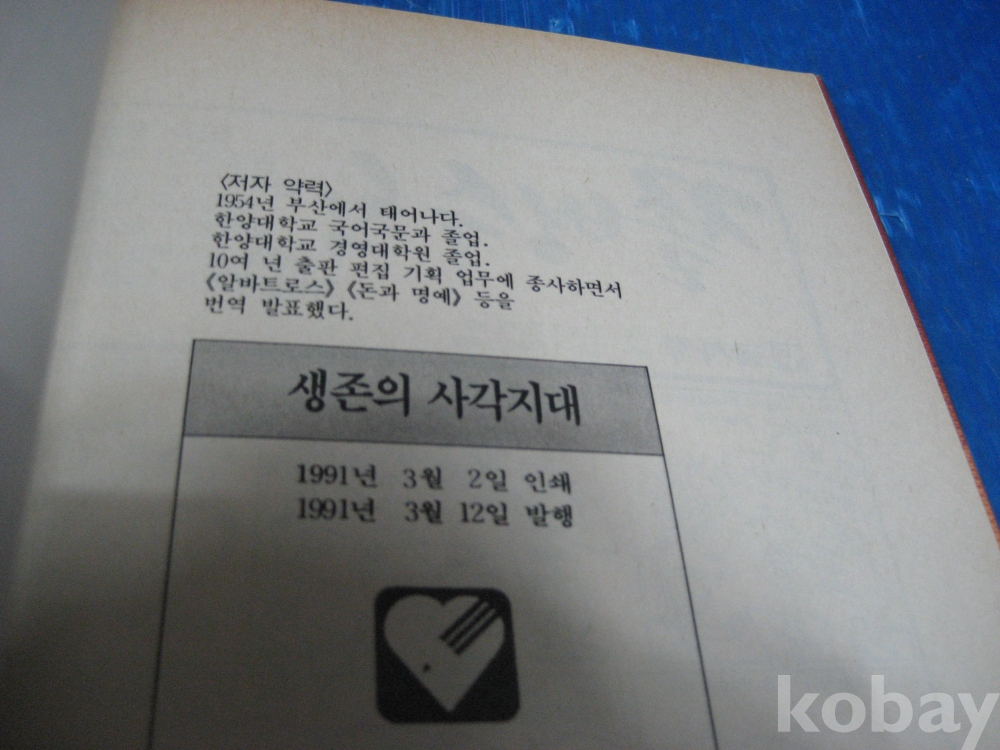 〈저자 약력〉
1954년 부산에서 태어나다.
한양대학교 국어국문과 졸업.
한양대학교 경영대학원 졸업.
10여 년 출판 편집 기획 업무에 종사하면서
《알바트로스》 《돈과 명예》 등을
번역 발표했다.
생존의 사각지대
1991년 3월 2일 인쇄
1991년 3월 12일 발행
kobay